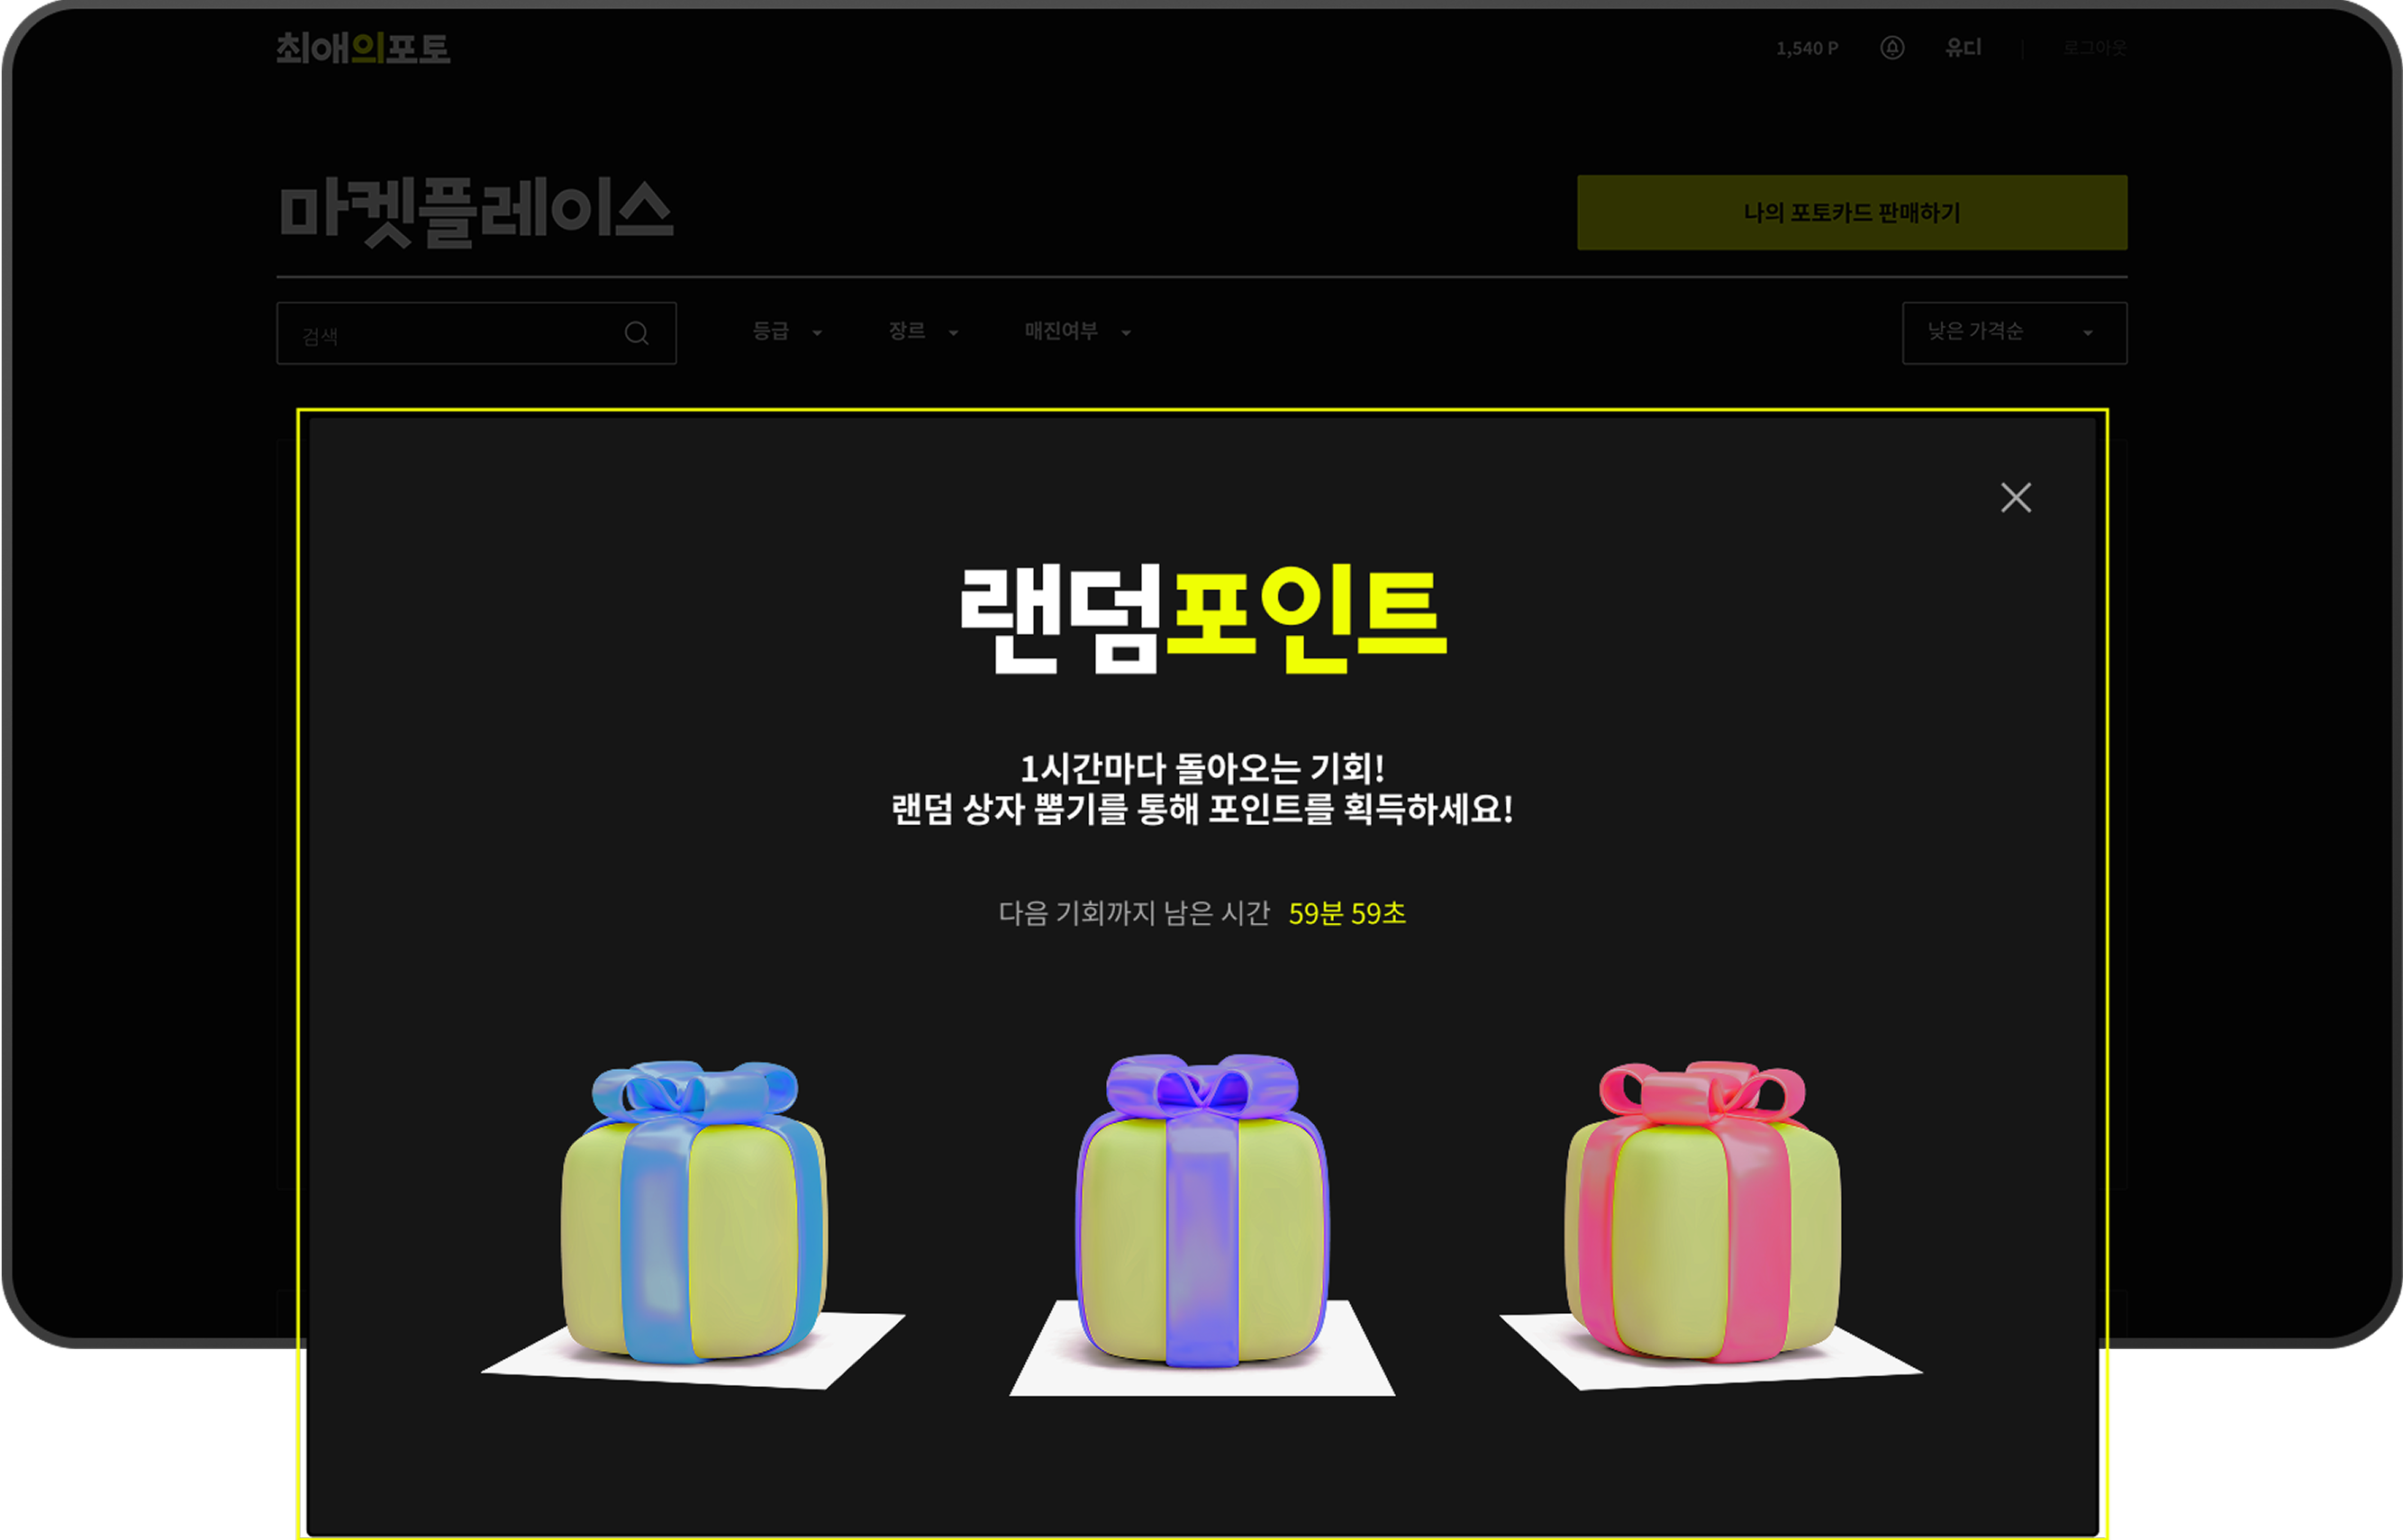 최애의포토
1,540 P
유디
로그아웃
마켓플레이스
나의 포토카드 판매하기
검색
등급
장르
매진여부
낮은 가격순
랜덤포인트
1시간마다 돌아오는 기회!
랜덤 상자 뽑기를 통해 포인트를 획득하세요!
다음 기회까지 남은 시간 59분 59초